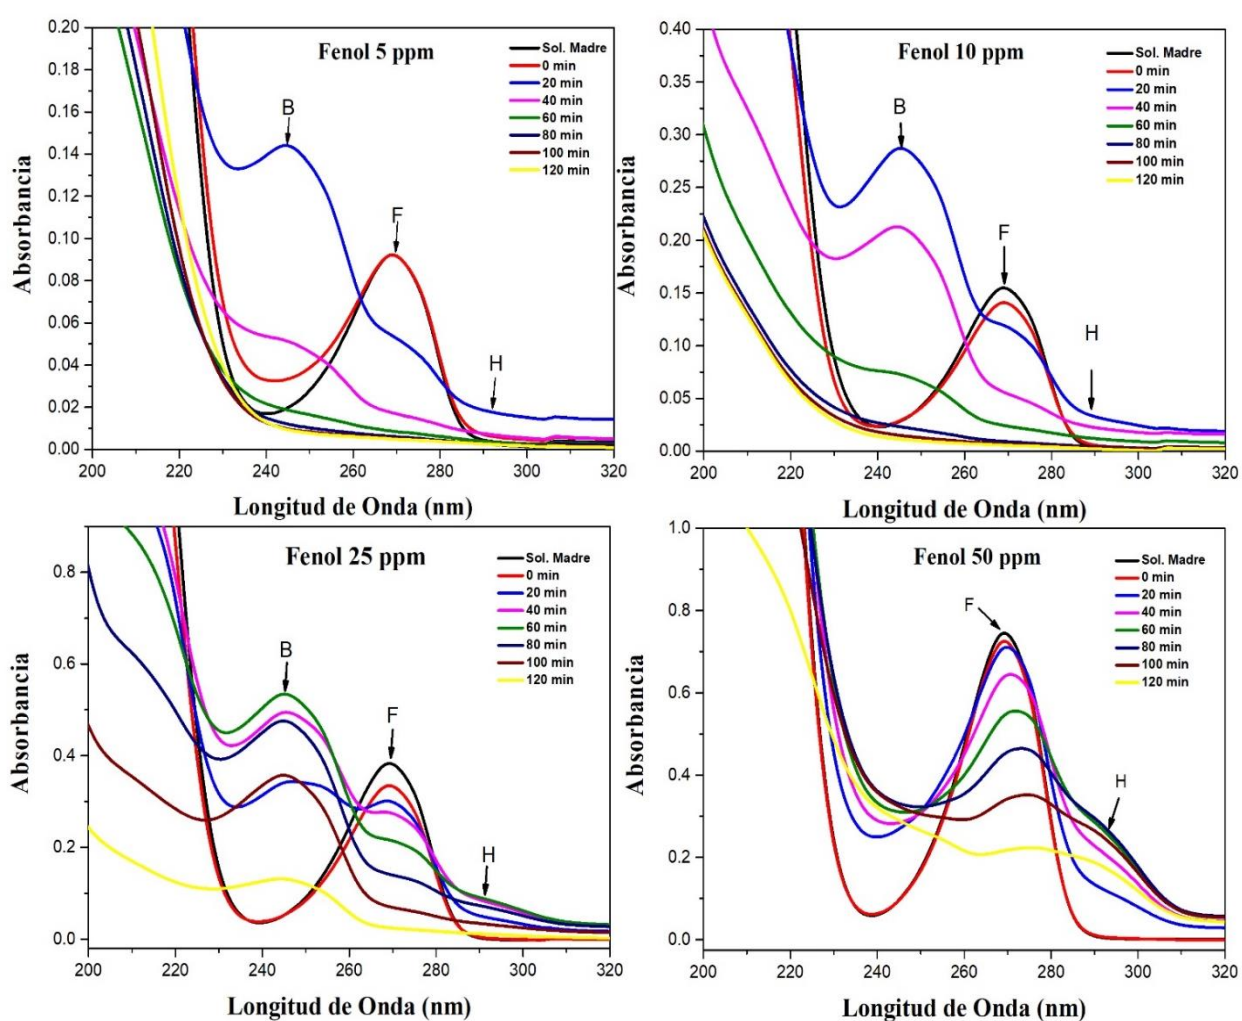 Fenol 5 ppm
Absorbancia
0.20
0.18
0.16
0.14
0.12
0.10
0.08
0.06
0.04
0.02
0.00
Sol. Madre
0 min
20 min
40 min
60 min
80 min
100 min
120 min
B
F
H
200 220 240 260 280 300 320
Longitud de Onda (nm)
Fenol 10 ppm
Absorbancia
0.40
0.35
0.30
0.25
0.20
0.15
0.10
0.05
0.00
Sol. Madre
0 min
20 min
40 min
60 min
80 min
100 min
120 min
B
F
H
200 220 240 260 280 300 320
Longitud de Onda (nm)
Fenol 25 ppm
Absorbancia
0.8
0.6
0.4
0.2
0.0
Sol. Madre
0 min
20 min
40 min
60 min
80 min
100 min
120 min
B
F
H
200 220 240 260 280 300 320
Longitud de Onda (nm)
Fenol 50 ppm
Absorbancia
1.0
0.8
0.6
0.4
0.2
0.0
Sol. Madre
0 min
20 min
40 min
60 min
80 min
100 min
120 min
F
H
200 220 240 260 280 300 320
Longitud de Onda (nm)